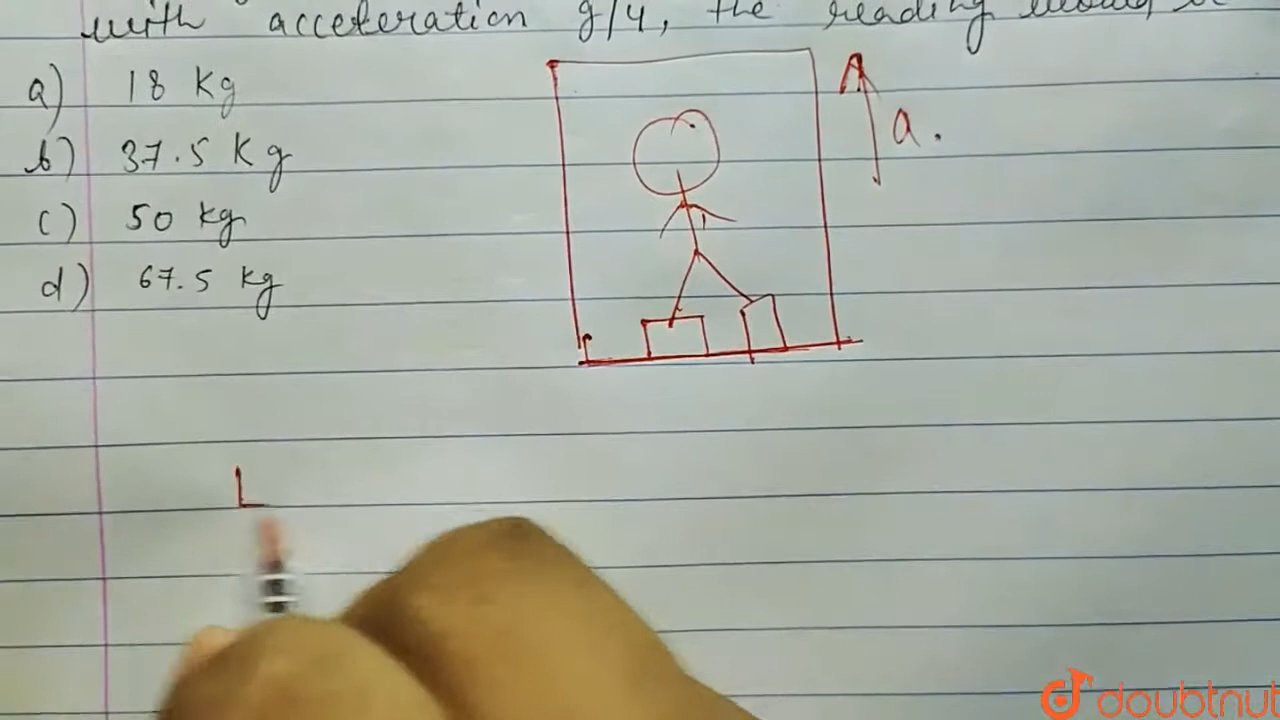 with acceleration g/4, the reading would be
a) 18 Kg
b) 37.5 Kg
c) 50 kg
d) 67.5 kg
a.
L
doubtnut